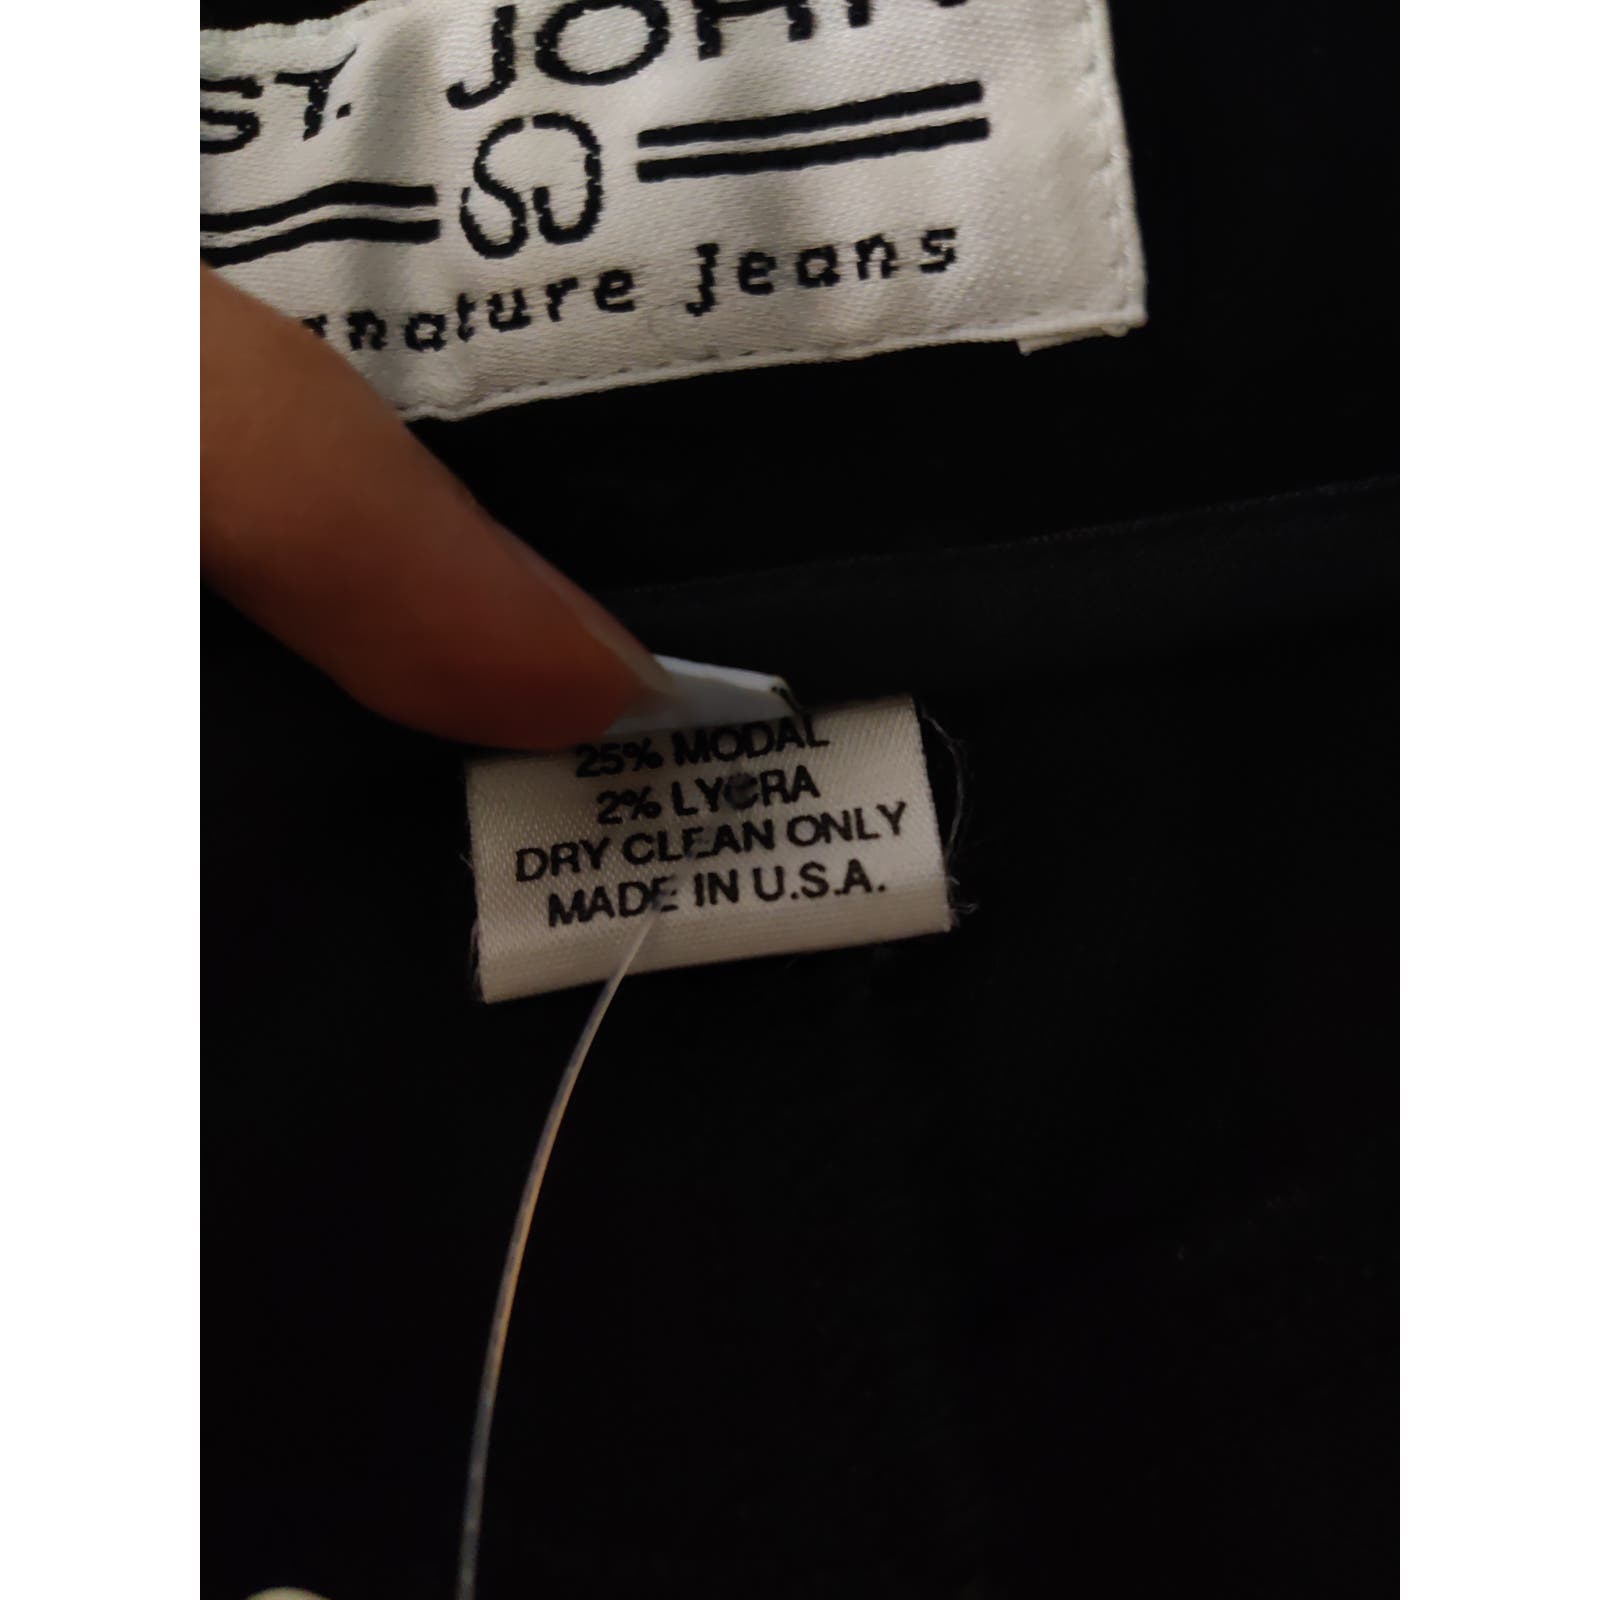 ST. JOHN
SJ
jeans
25% MODAL
2% LYCRA
DRY CLEAN ONLY
MADE IN U.S.A.